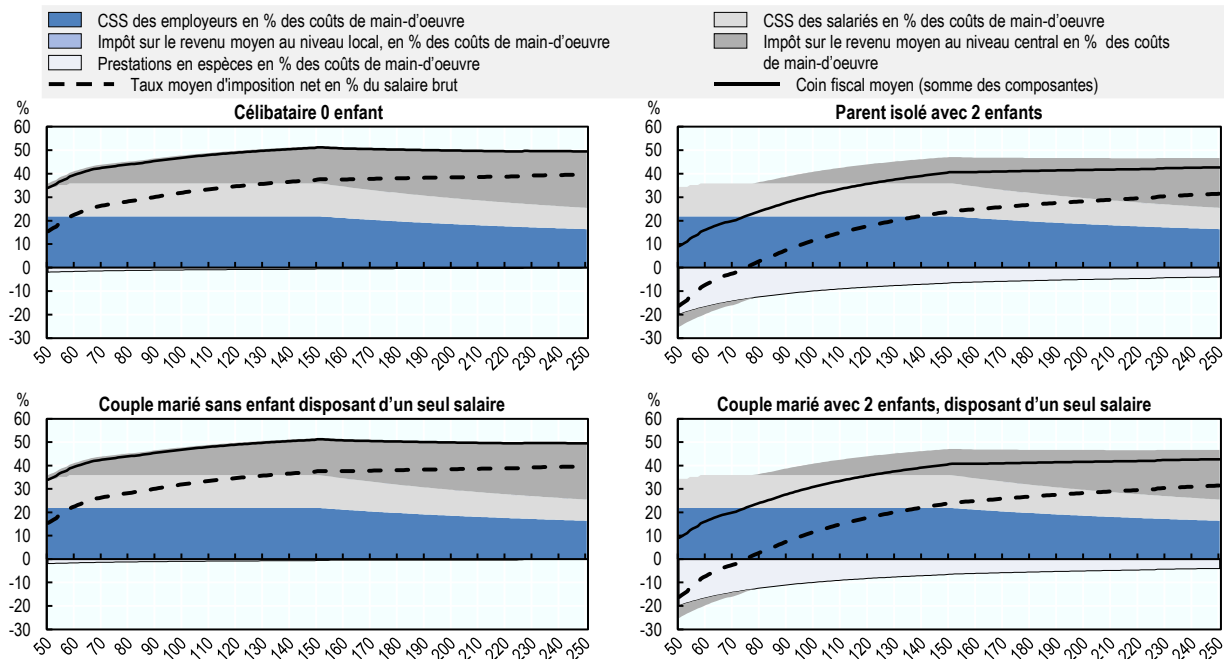 CSS des employeurs en % des coûts de main-d'oeuvre
CSS des salariés en % des coûts de main-d'oeuvre
Impôt sur le revenu moyen au niveau local, en % des coûts de main-d'oeuvre
Impôt sur le revenu moyen au niveau central en % des coûts
de main-d'oeuvre
Prestations en espèces en % des coûts de main-d'oeuvre
Taux moyen d'imposition net en % du salaire brut
Coin fiscal moyen (somme des composantes)
%
Célibataire 0 enfant
60
50
40
30
20
10
0
-10
-20
-30
50 60 70 80 90 100 110 120 130 140 150 160 170 180 190 200 210 220 230 240 250
%
Parent isolé avec 2 enfants
60
50
40
30
20
10
0
-10
-20
-30
50 60 70 80 90 100 110 120 130 140 150 160 170 180 190 200 210 220 230 240 250
%
Couple marié sans enfant disposant d'un seul salaire
60
50
40
30
20
10
0
-10
-20
-30
50 60 70 80 90 100 110 120 130 140 150 160 170 180 190 200 210 220 230 240 250
%
Couple marié avec 2 enfants, disposant d'un seul salaire
60
50
40
30
20
10
0
-10
-20
-30
50 60 70 80 90 100 110 120 130 140 150 160 170 180 190 200 210 220 230 240 250